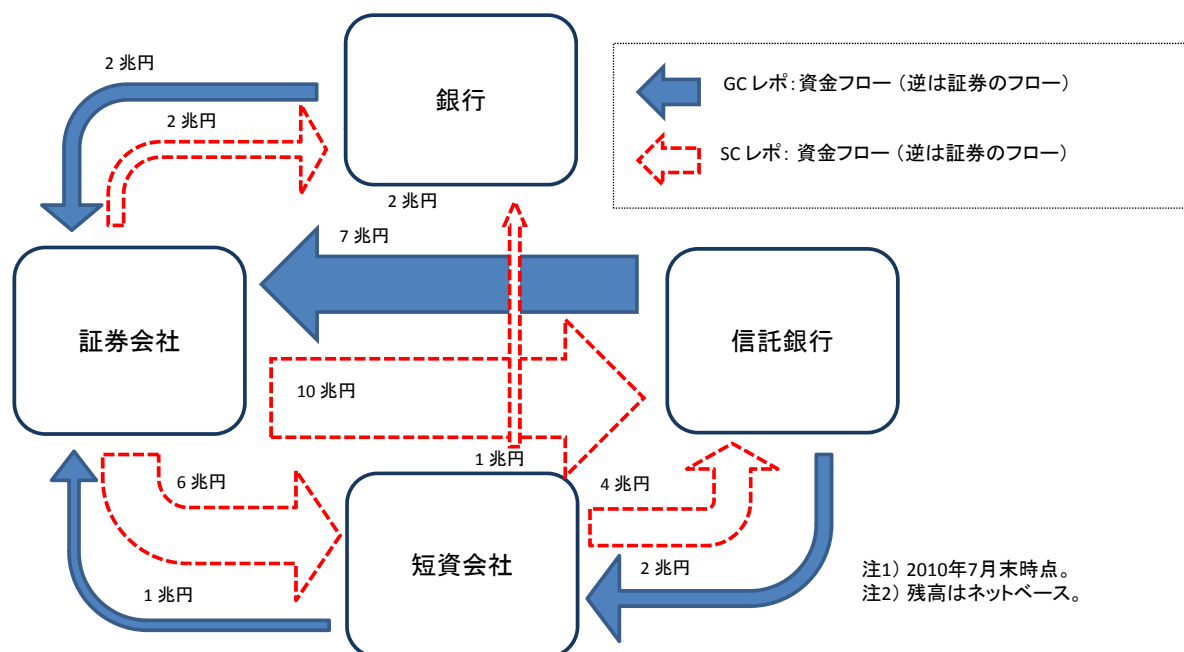 2 兆円
銀行
GC レポ：資金フロー（逆は証券のフロー）
2 兆円
SC レポ： 資金フロー（逆は証券のフロー）
2 兆円
7 兆円
証券会社
信託銀行
10 兆円
1 兆円
6 兆円
4 兆円
短資会社
2 兆円
1 兆円
注1） 2010年7月末時点。
注2） 残高はネットベース。